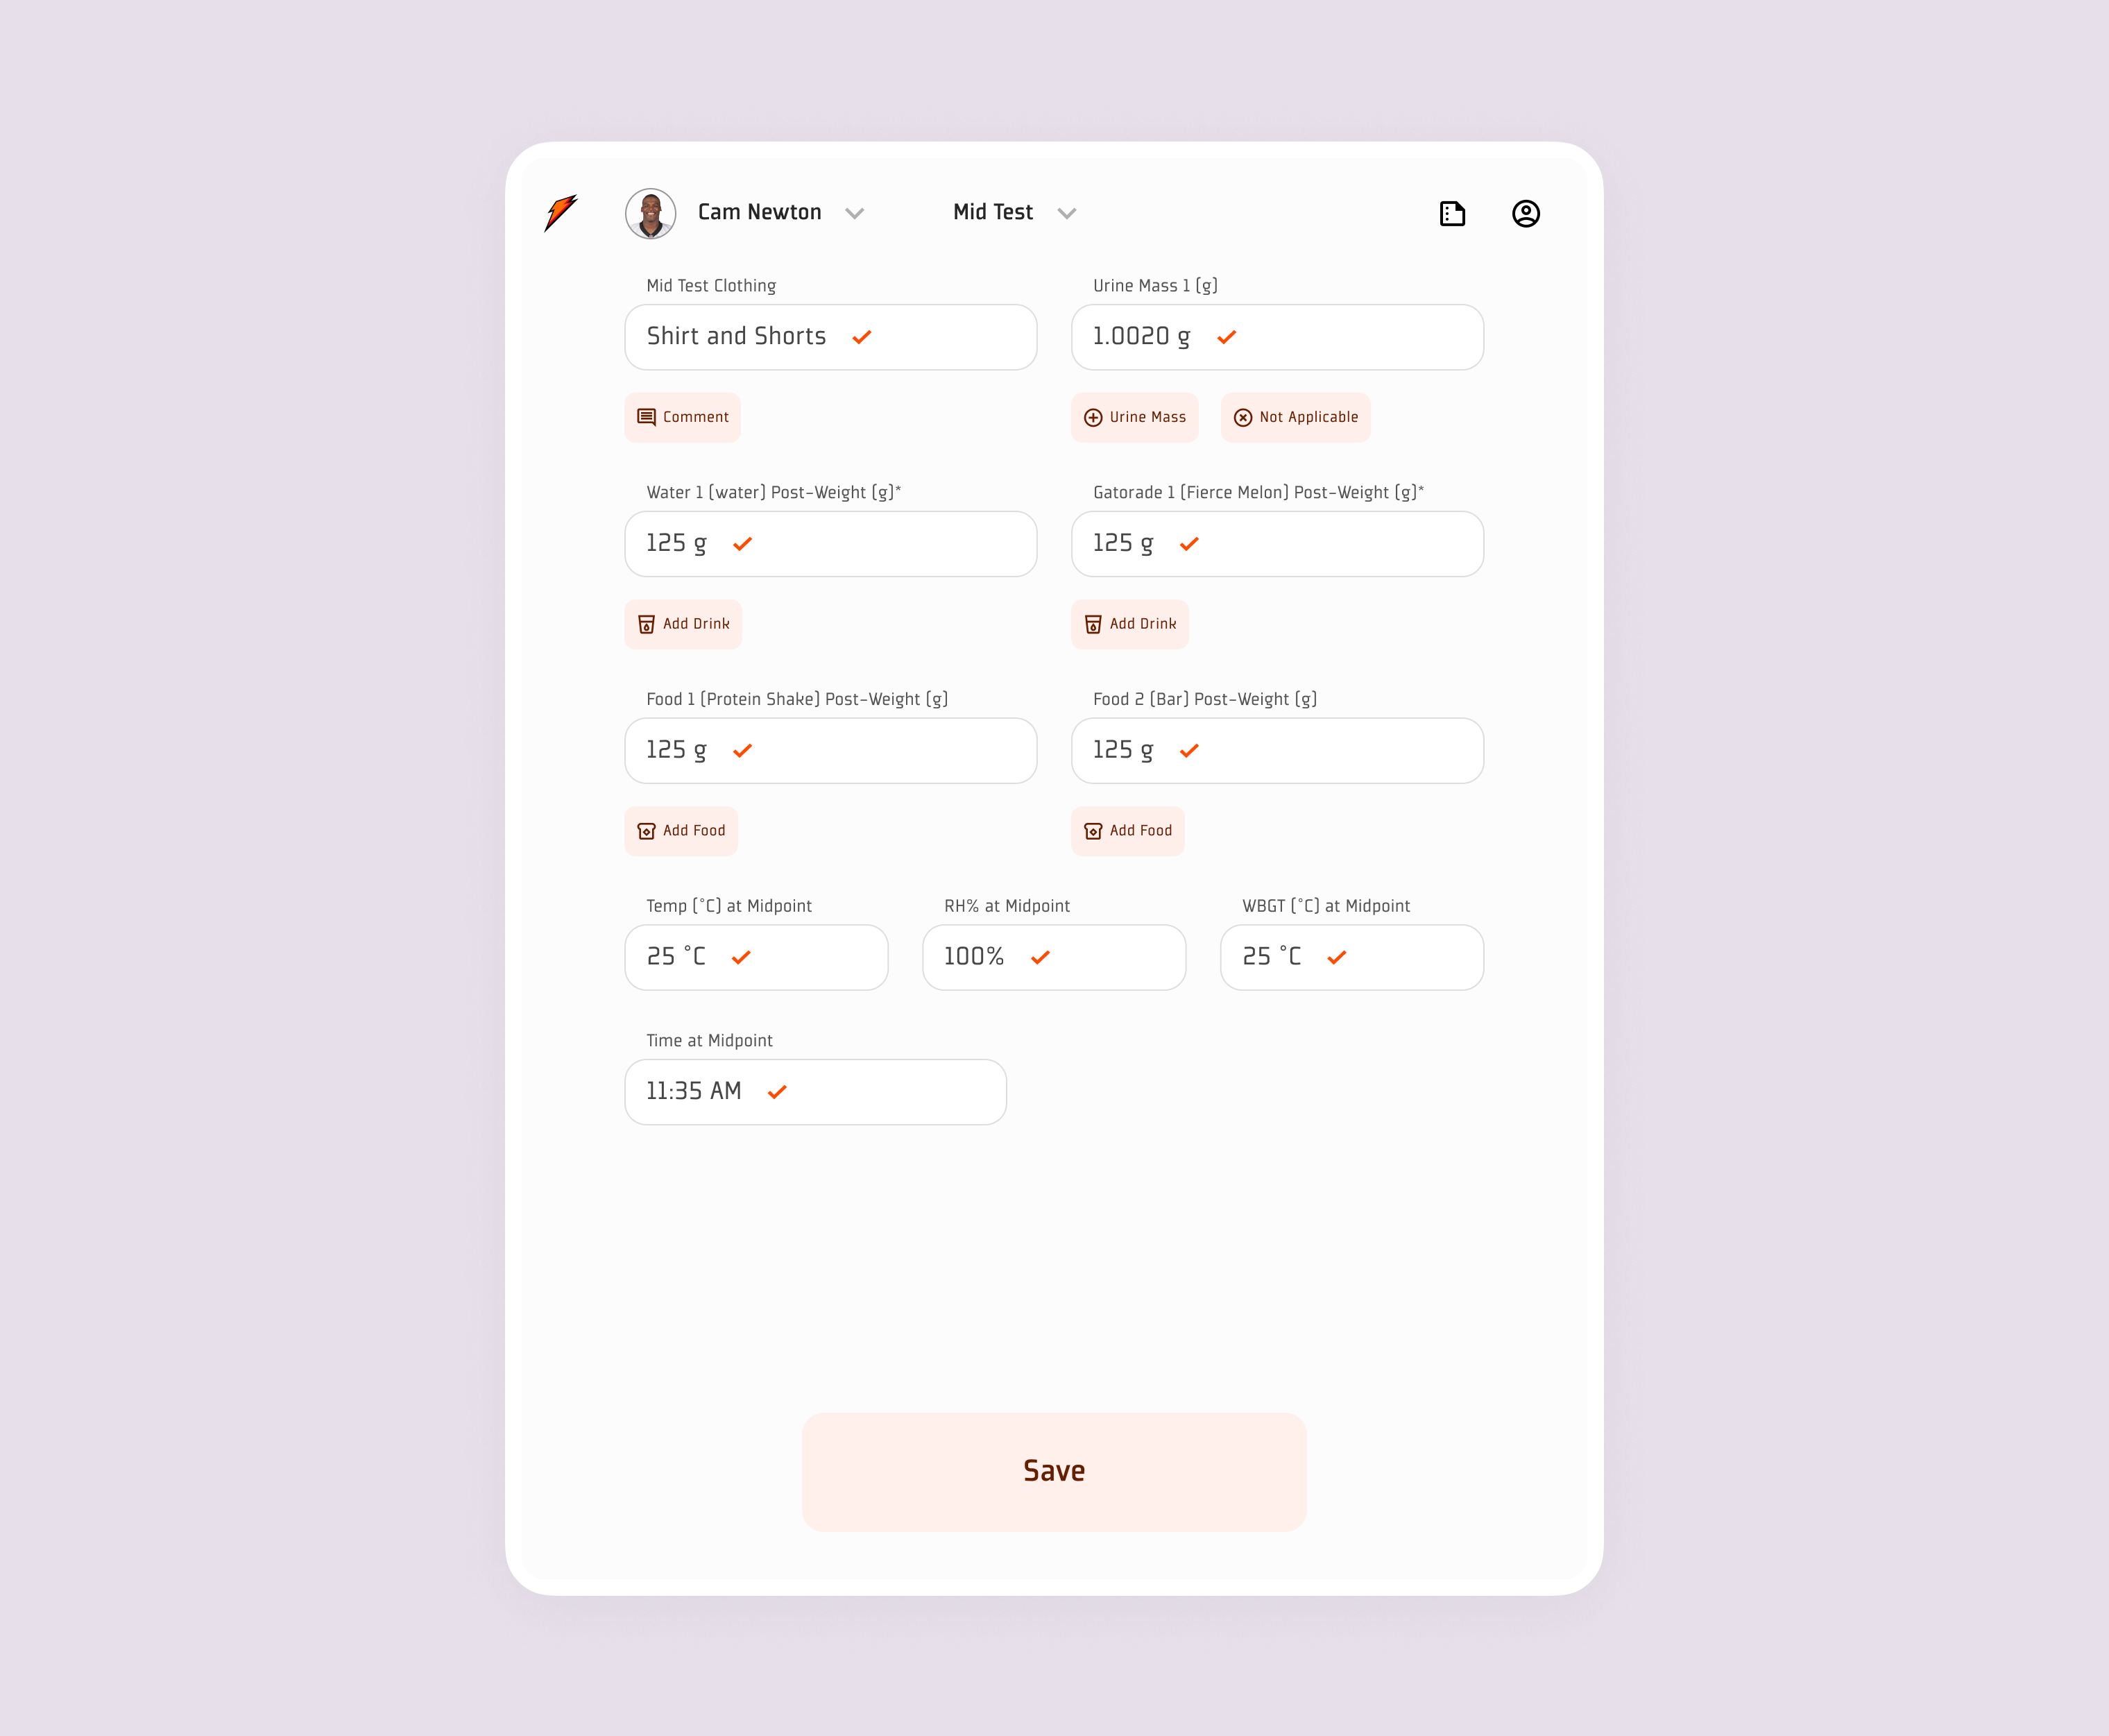 Cam Newton
Mid Test
Mid Test Clothing
Urine Mass 1 (g)
Shirt and Shorts
1.0020 g
Comment
Urine Mass
Not Applicable
Water 1 (water) Post-Weight (g)*
Gatorade 1 (Fierce Melon) Post-Weight (g)*
125 g
125 g
Add Drink
Add Drink
Food 1 (Protein Shake) Post-Weight (g)
Food 2 (Bar) Post-Weight (g)
125 g
125 g
Add Food
Add Food
Temp (°C) at Midpoint
RH% at Midpoint
WBGT (°C) at Midpoint
25 °C
100%
25 °C
Time at Midpoint
11:35 AM
Save